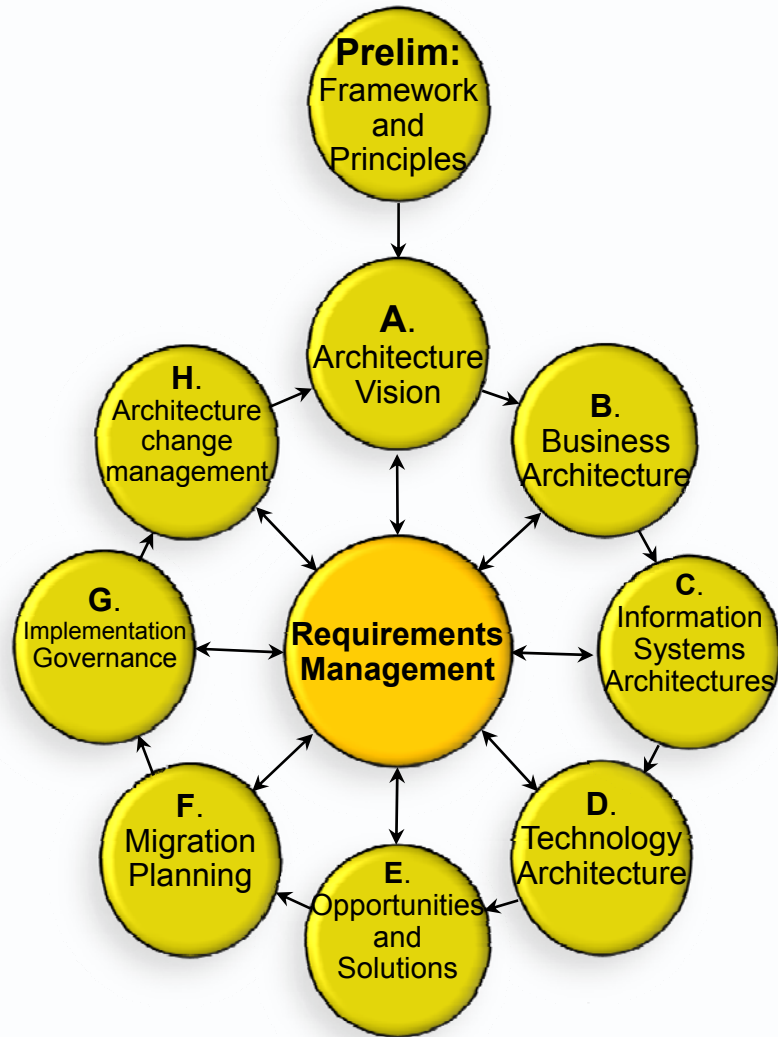 Prelim:
Framework
and
Principles
A.
Architecture
Vision
B.
Business
Architecture
C.
Information
Systems
Architectures
D.
Technology
Architecture
E.
Opportunities
and
Solutions
F.
Migration
Planning
G.
Implementation
Governance
H.
Architecture
change
management
Requirements
Management